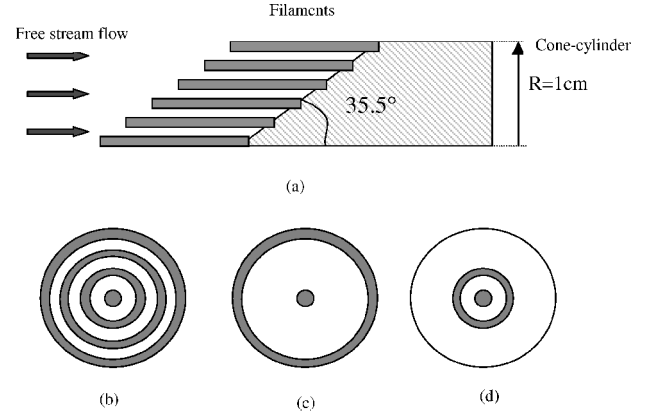 Filaments
Free stream flow
Cone-cylinder
R=1cm
35.5°
(a)
(b)
(c)
(d)